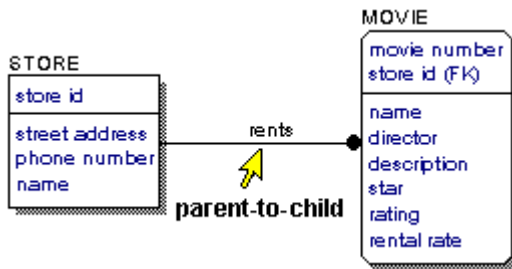 STORE
store id
street address
phone number
name
rents
parent-to-child
MOVIE
movie number
store id (FK)
name
director
description
star
rating
rental rate